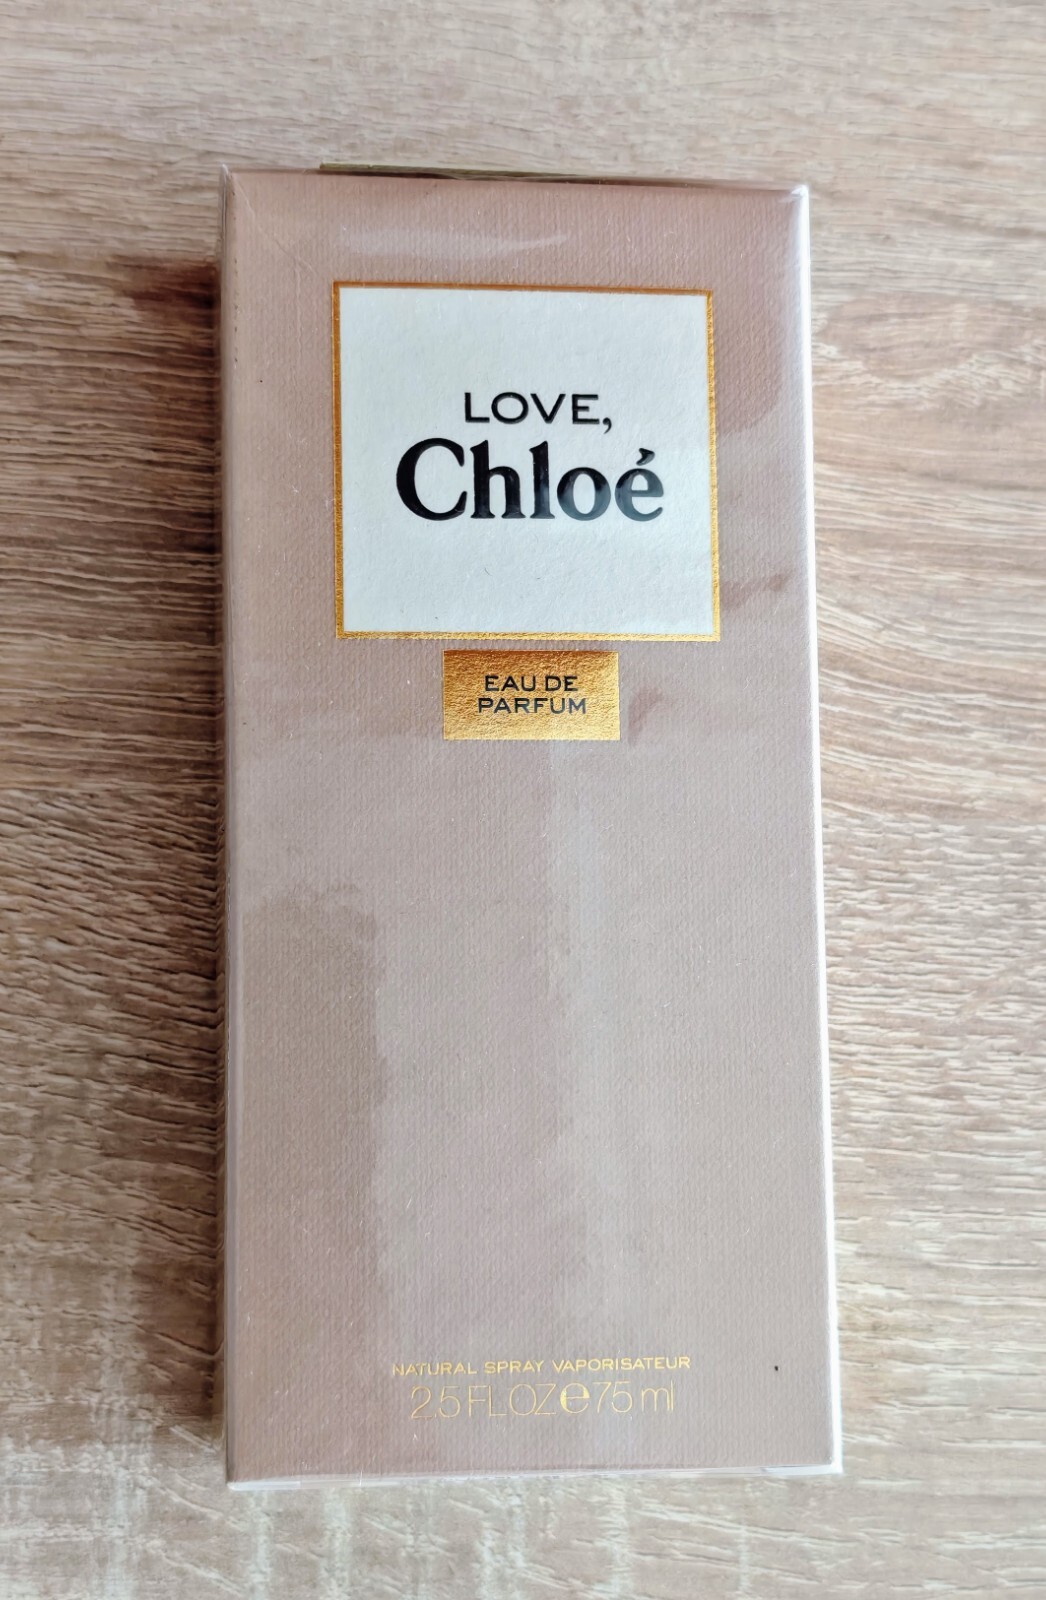 LOVE,
Chloé
EAU DE
PARFUM
NATURAL SPRAY VAPORISATEUR
2.5 FL.OZ ℮ 75 ml